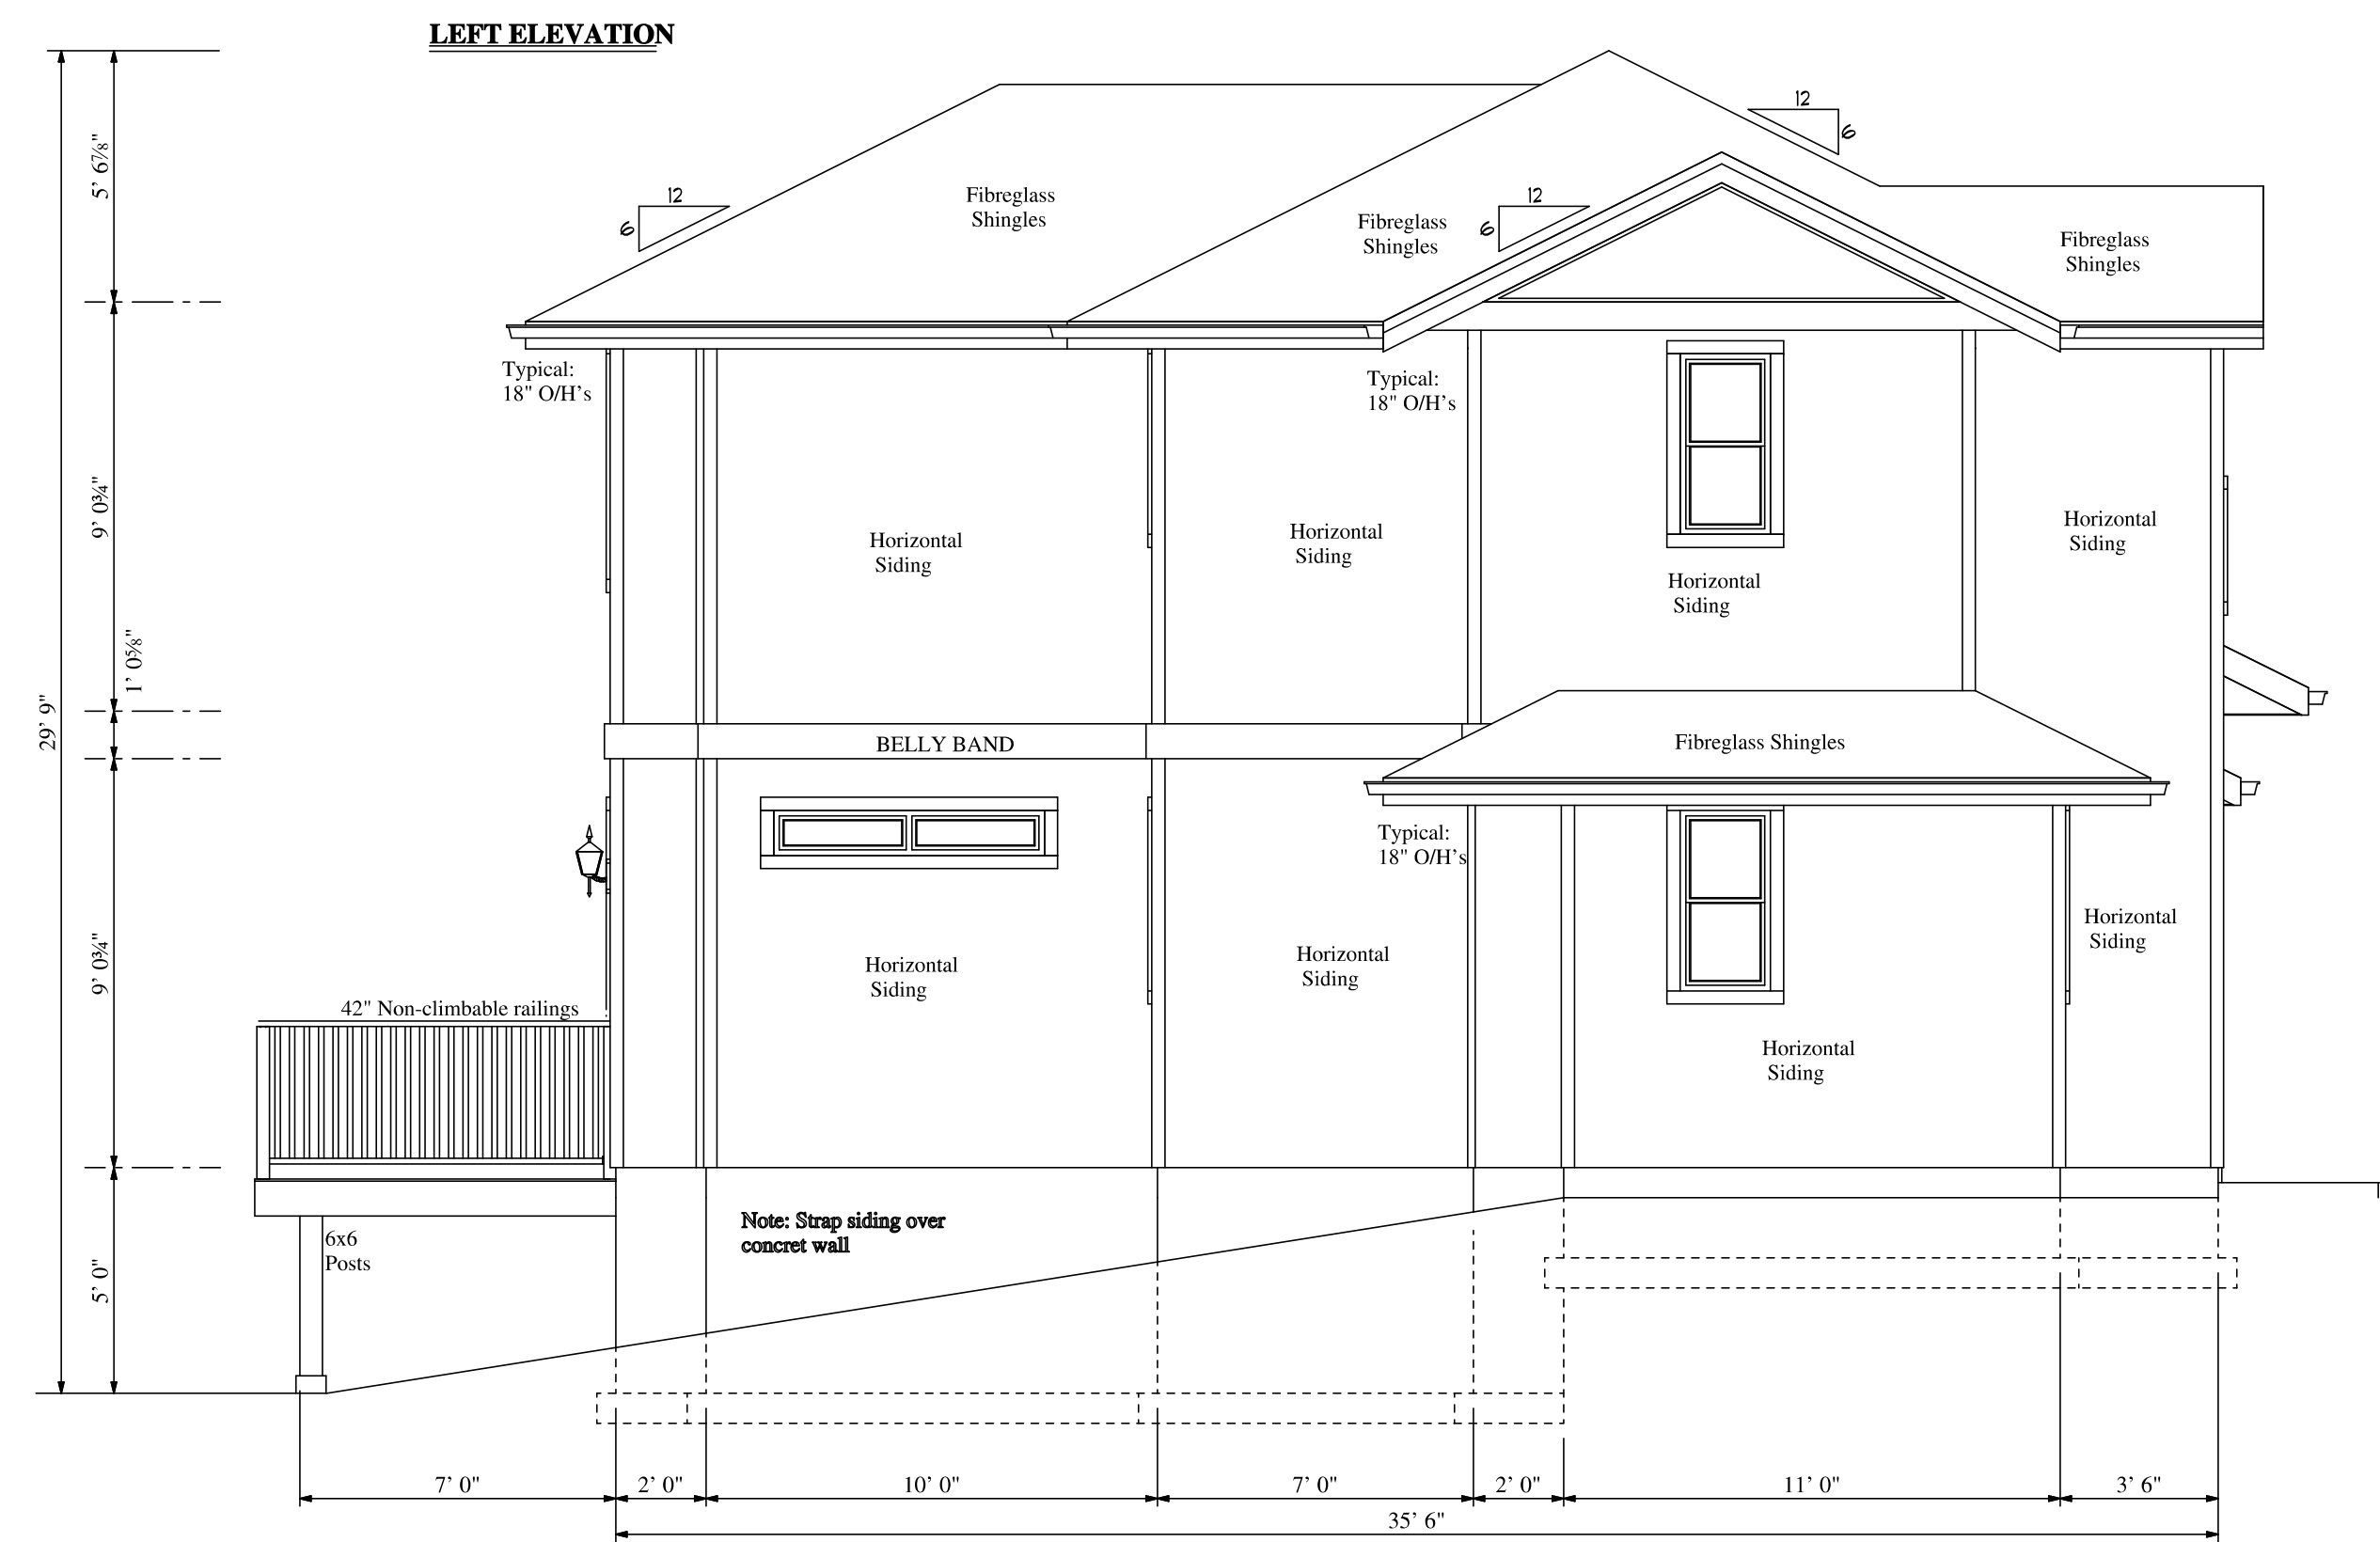 LEFT ELEVATION
12
6
5' 6⅞"
12
6
12
6
Fibreglass
Shingles
Fibreglass
Shingles
Fibreglass
Shingles
Typical:
18" O/H's
Typical:
18" O/H's
9' 0¾"
Horizontal
Siding
Horizontal
Siding
Horizontal
Siding
Horizontal
Siding
1' 0⅝"
29' 9"
BELLY BAND
Fibreglass Shingles
Typical:
18" O/H's
9' 0¾"
Horizontal
Siding
Horizontal
Siding
Horizontal
Siding
Horizontal
Siding
42" Non-climbable railings
Note: Strap siding over
concret wall
6x6
Posts
5' 0"
7' 0"
2' 0"
10' 0"
7' 0"
2' 0"
11' 0"
3' 6"
35' 6"